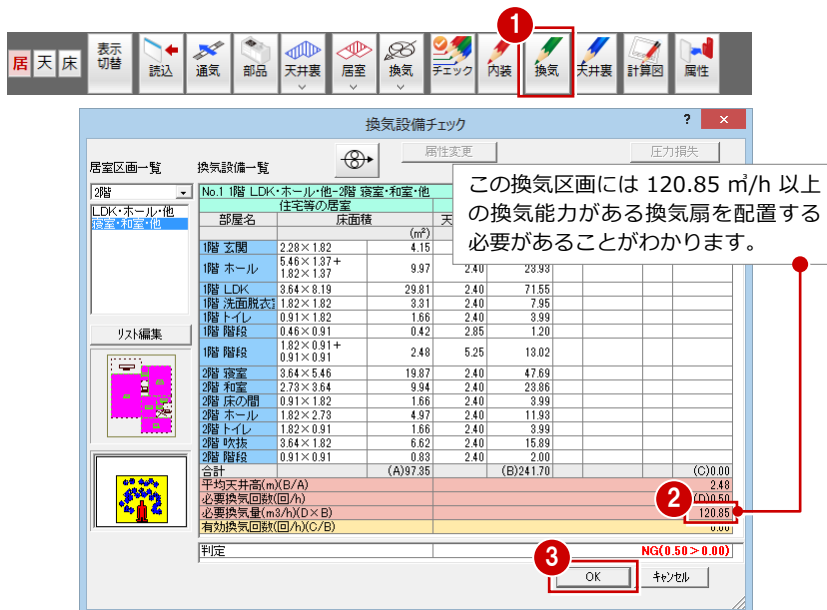 1
居 天 床 表示切替 読込 通気 部品 天井裏 居室 換気 チェック 内装 換気 天井裏 計算図 属性
換気設備チェック ? ×
居室区画一覧 換気設備一覧 属性変更 圧力損失
2階 No.1 1階 LDK・ホール・他-2階 寝室・和室・他
この換気区画には 120.85 ㎥/h 以上
の換気能力がある換気扇を配置する
必要があることがわかります。
LDK・ホール・他
寝室・和室・他
住宅等の居室
部屋名 床面積 天
(m²)
1階 玄関 2.28×1.82 4.15
1階 ホール 5.46×1.37+ 1.82×1.37 9.97 2.40 23.93
1階 LDK 3.64×8.19 29.81 2.40 71.55
1階 洗面脱衣室 1.82×1.82 3.31 2.40 7.95
1階 トイレ 0.91×1.82 1.66 2.40 3.99
1階 階段 0.46×0.91 0.42 2.85 1.20
1階 階段 1.82×0.91+ 0.91×0.91 2.48 5.25 13.02
2階 寝室 3.64×5.46 19.87 2.40 47.69
2階 和室 2.73×3.64 9.94 2.40 23.86
2階 床の間 0.91×1.82 1.66 2.40 3.99
2階 ホール 1.82×2.73 4.97 2.40 11.93
2階 トイレ 1.82×0.91 1.66 2.40 3.99
2階 吹抜 3.64×1.82 6.62 2.40 15.89
2階 階段 0.91×0.91 0.83 2.40 2.00
リスト編集
合計 (A)97.35 (B)241.70 (C)0.00
平均天井高(m)(B/A) 2.48
必要換気回数(回/h) (D)0.50
2
必要換気量(m3/h)(D×B) 120.85
有効換気回数(回/h)(C/B) 0.00
判定 NG(0.50>0.00)
3
OK キャンセル